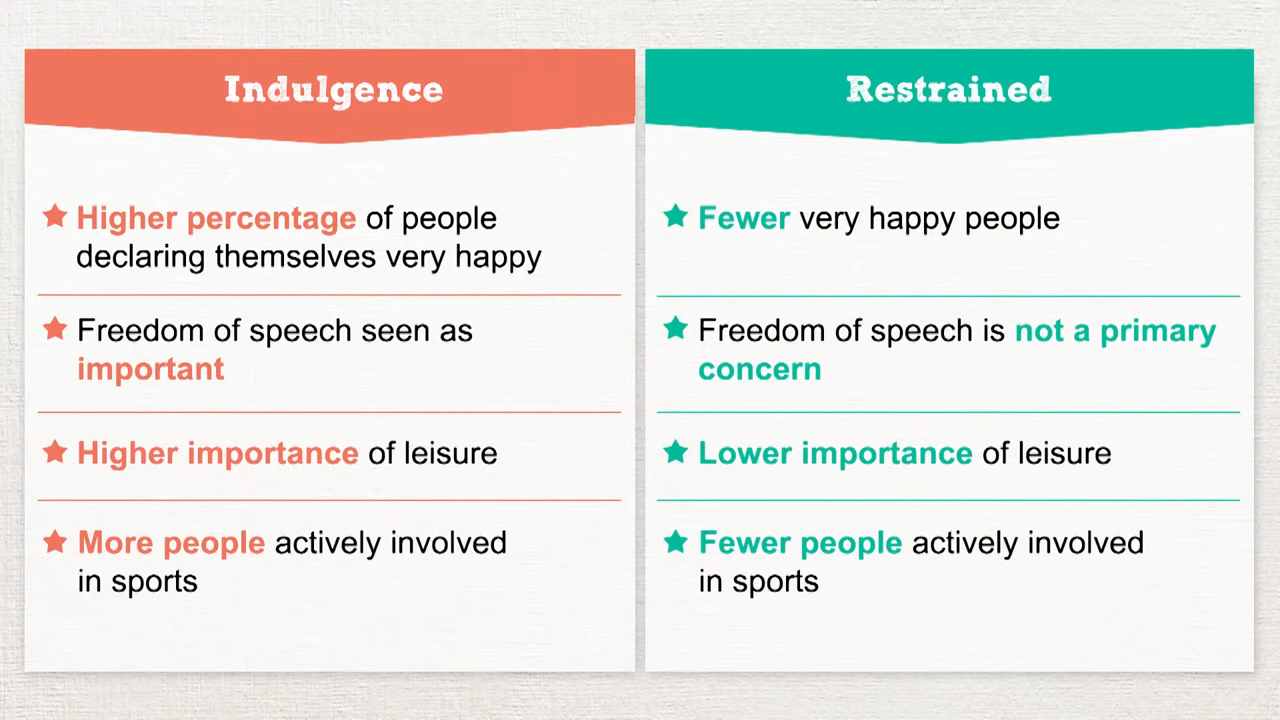 Indulgence
Higher percentage of people
declaring themselves very happy
Freedom of speech seen as
important
Higher importance of leisure
More people actively involved
in sports
Restrained
Fewer very happy people
Freedom of speech is not a primary
concern
Lower importance of leisure
Fewer people actively involved
in sports